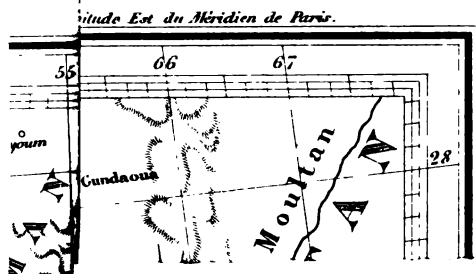 itude Est du Méridien de Paris.
66
67
55
youm
Gundaoua
Moultan
28
A
N
A